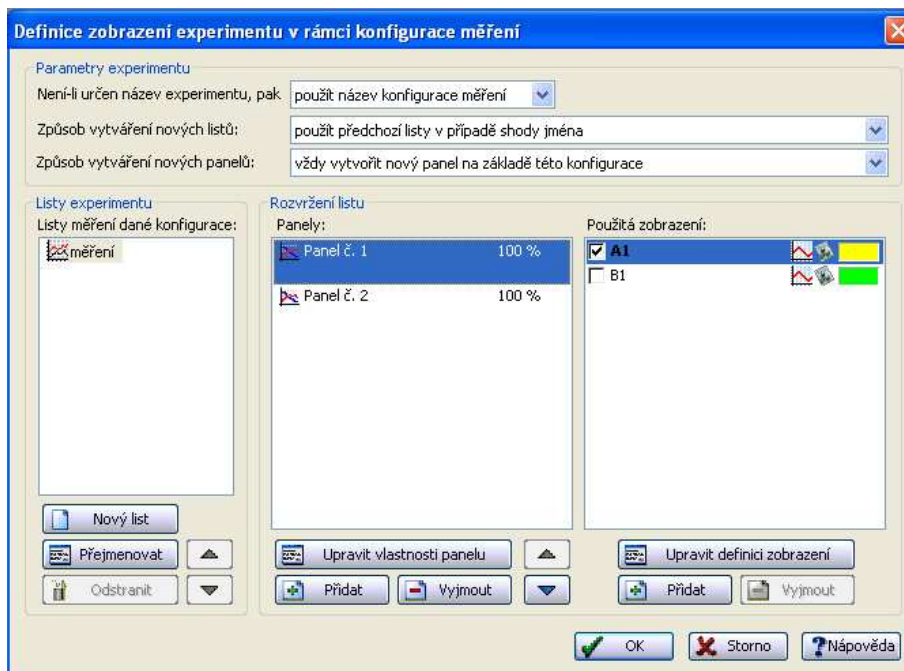 Definice zobrazení experimentu v rámci konfigurace měření
Parametry experimentu
Není-li určen název experimentu, pak použít název konfigurace měření
Způsob vytváření nových listů: použít předchozí listy v případě shody jména
Způsob vytváření nových panelů: vždy vytvořit nový panel na základě této konfigurace
Listy experimentu
Listy měření dané konfigurace:
měření
Nový list
Přejmenovat
Odstranit
Rozvržení listu
Panely:
Panel č. 1 100 %
Panel č. 2 100 %
Upravit vlastnosti panelu
Přidat Vyjmout
Použitá zobrazení:
A1
B1
Upravit definici zobrazení
Přidat Vyjmout
OK Storno Nápověda